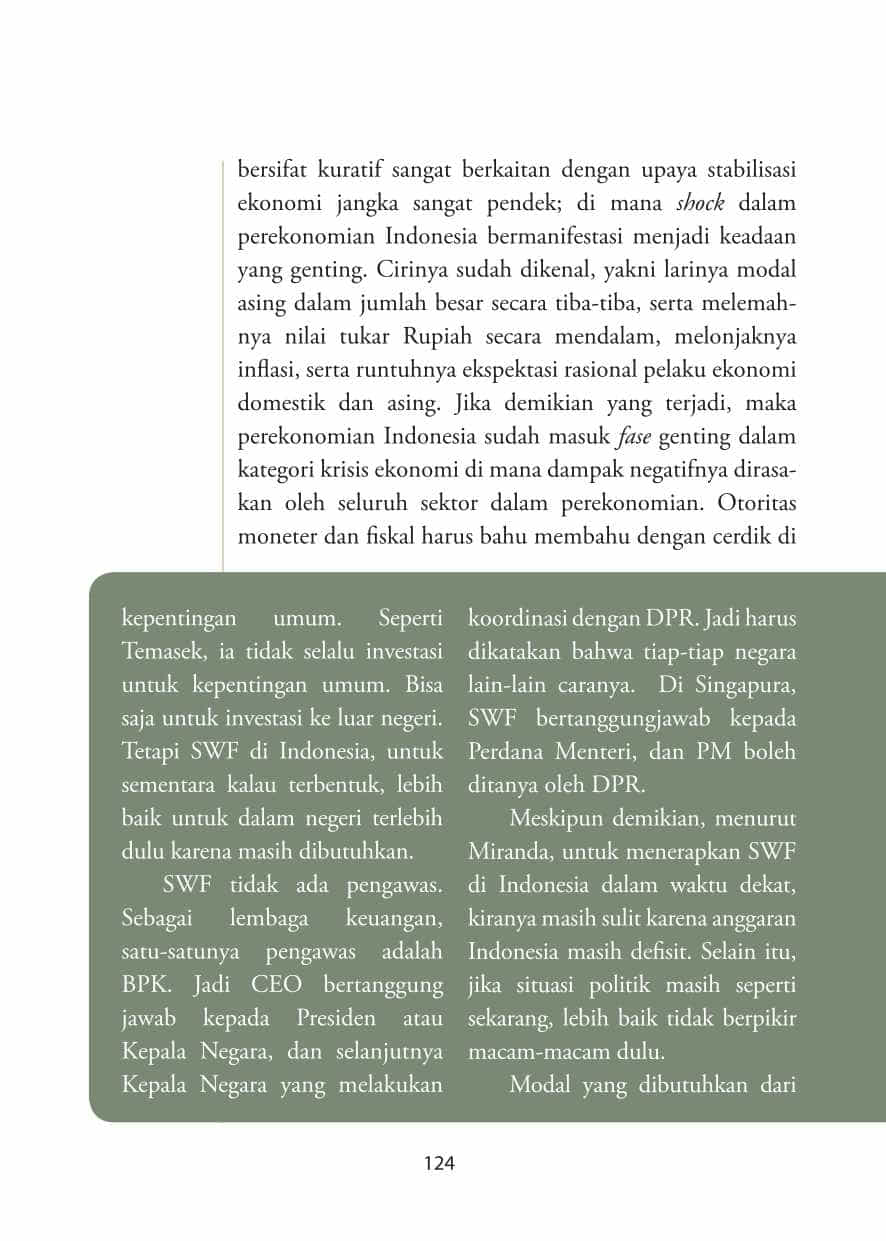 bersifat kuratif sangat berkaitan dengan upaya stabilisasi
ekonomi jangka sangat pendek; di mana shock dalam
perekonomian Indonesia bermanifestasi menjadi keadaan
yang genting. Cirinya sudah dikenal, yakni larinya modal
asing dalam jumlah besar secara tiba-tiba, serta melemah-
nya nilai tukar Rupiah secara mendalam, melonjaknya
inflasi, serta runtuhnya ekspektasi rasional pelaku ekonomi
domestik dan asing. Jika demikian yang terjadi, maka
perekonomian Indonesia sudah masuk fase genting dalam
kategori krisis ekonomi di mana dampak negatifnya dirasa-
kan oleh seluruh sektor dalam perekonomian. Otoritas
moneter dan fiskal harus bahu membahu dengan cerdik di
kepentingan umum. Seperti
Temasek, ia tidak selalu investasi
untuk kepentingan umum. Bisa
saja untuk investasi ke luar negeri.
Tetapi SWF di Indonesia, untuk
sementara kalau terbentuk, lebih
baik untuk dalam negeri terlebih
dulu karena masih dibutuhkan.
SWF tidak ada pengawas.
Sebagai lembaga keuangan,
satu-satunya pengawas adalah
BPK. Jadi CEO bertanggung
jawab kepada Presiden atau
Kepala Negara, dan selanjutnya
Kepala Negara yang melakukan
koordinasi dengan DPR. Jadi harus
dikatakan bahwa tiap-tiap negara
lain-lain caranya. Di Singapura,
SWF bertanggungjawab kepada
Perdana Menteri, dan PM boleh
ditanya oleh DPR.
Meskipun demikian, menurut
Miranda, untuk menerapkan SWF
di Indonesia dalam waktu dekat,
kiranya masih sulit karena anggaran
Indonesia masih defisit. Selain itu,
jika situasi politik masih seperti
sekarang, lebih baik tidak berpikir
macam-macam dulu.
Modal yang dibutuhkan dari
124